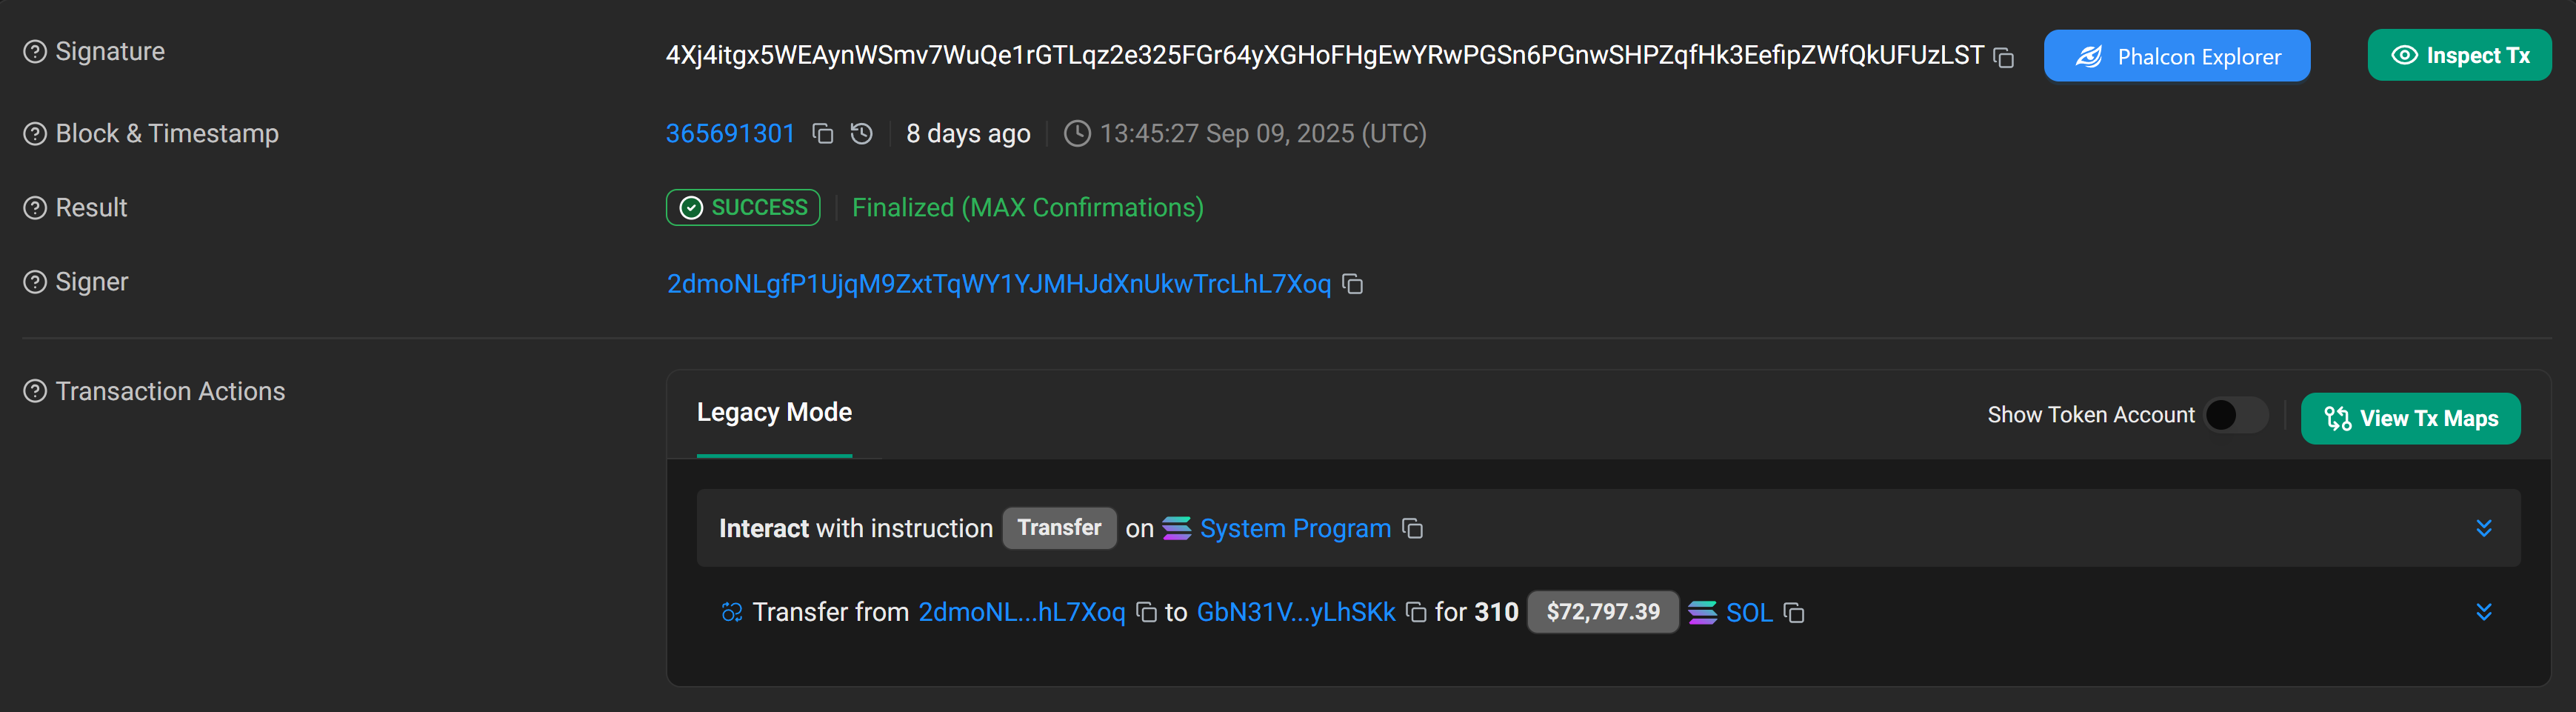 Signature 4Xj4itgx5WEAynWSmv7WuQe1rGTLqz2e325FGr64yXGHoFHgEwYRwPGSn6PGnwSHPZqfHk3EefipZWfQkUFUzLST Phalcon Explorer Inspect Tx
Block & Timestamp 365691301 8 days ago 13:45:27 Sep 09, 2025 (UTC)
Result SUCCESS Finalized (MAX Confirmations)
Signer 2dmoNLgfP1UjqM9ZxtTqWY1YJMHJdXnUkwTrcLhL7Xoq
Transaction Actions
Legacy Mode Show Token Account View Tx Maps
Interact with instruction Transfer on System Program
Transfer from 2dmoNL...hL7Xoq to GbN31V...yLhSKk for 310 $72,797.39 SOL